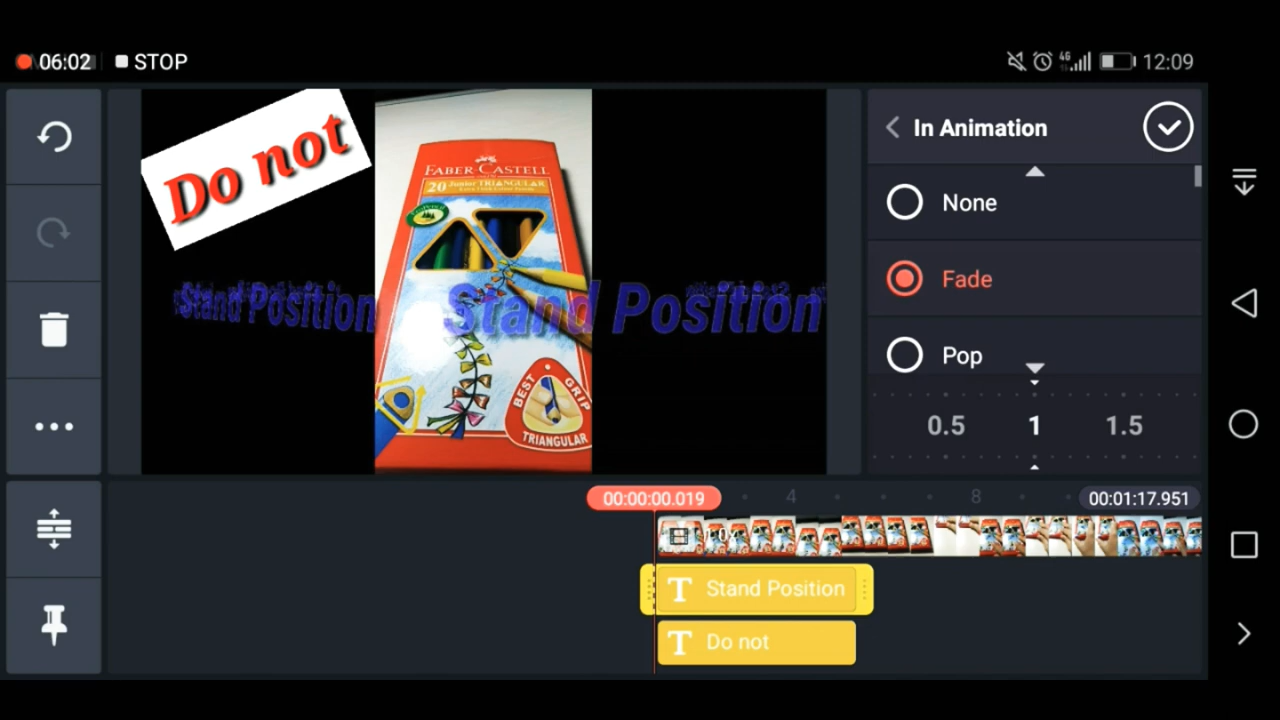 06:02
STOP
4G
12:09
Do not
FABER-CASTELL
20 Junior TRIANGULAR
Stand Position
Stand Position
BEST
GRIP
TRIANGULAR
In Animation
None
Fade
Pop
0.5 1 1.5
00:00:00.019
4
8
00:01:17.951
T Stand Position
T Do not